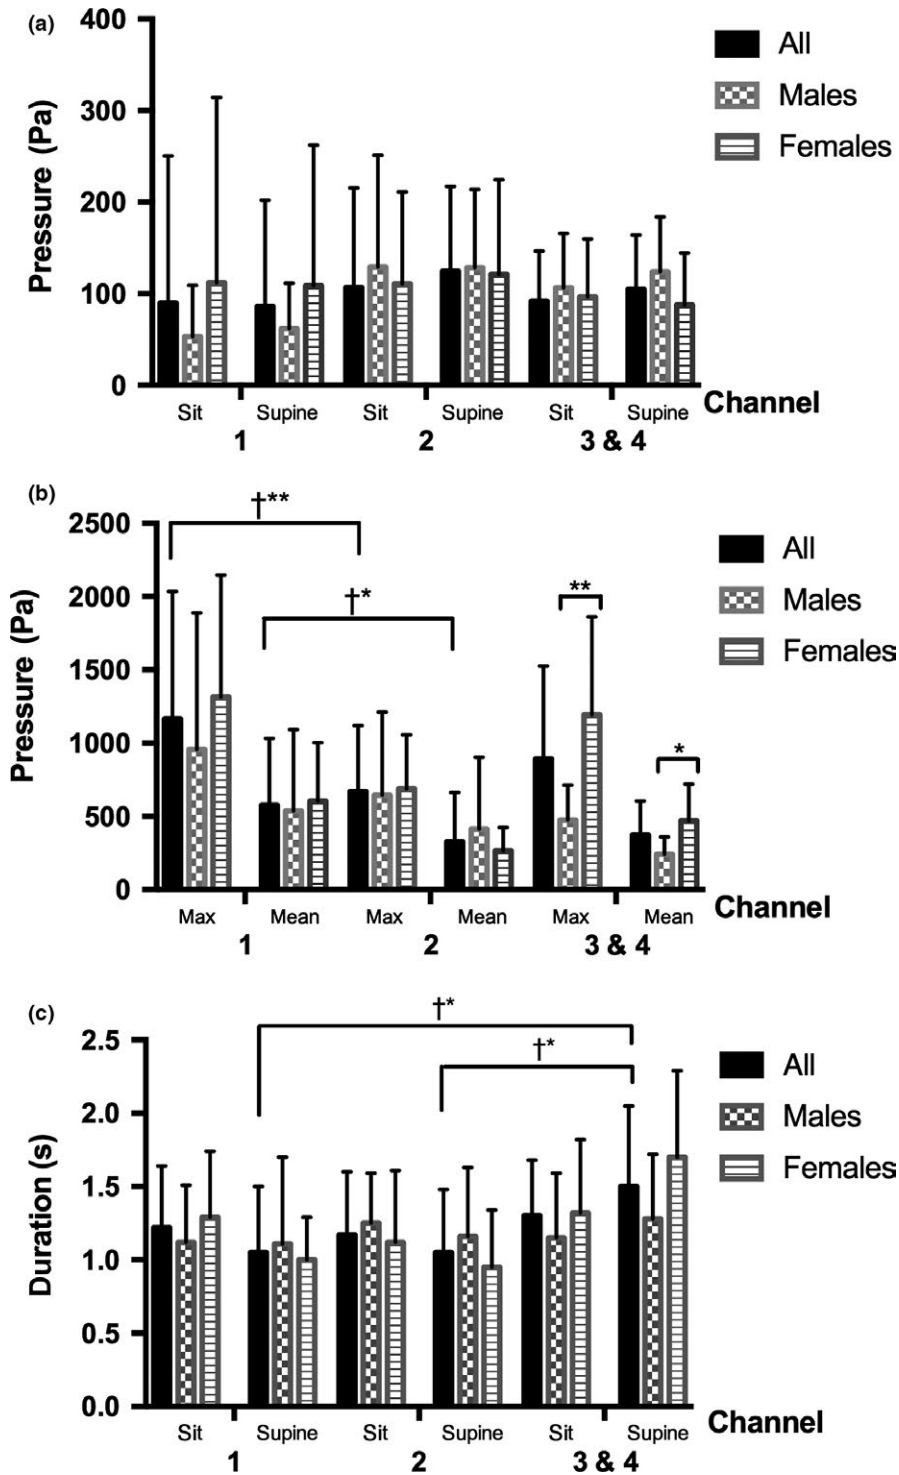 (a)
400
300
200
100
0
Pressure (Pa)
All
Males
Females
Sit Supine Sit Supine Sit Supine
Channel
1 2 3 & 4
(b)
†**
†*
**
*
2500
2000
1500
1000
500
0
Pressure (Pa)
All
Males
Females
Max Mean Max Mean Max Mean
Channel
1 2 3 & 4
(c)
†*
†*
2.5
2.0
1.5
1.0
0.5
0.0
Duration (s)
All
Males
Females
Sit Supine Sit Supine Sit Supine
Channel
1 2 3 & 4